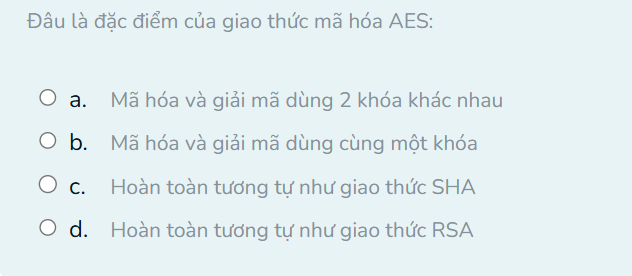 Đâu là đặc điểm của giao thức mã hóa AES:
a. Mã hóa và giải mã dùng 2 khóa khác nhau
b. Mã hóa và giải mã dùng cùng một khóa
c. Hoàn toàn tương tự như giao thức SHA
d. Hoàn toàn tương tự như giao thức RSA